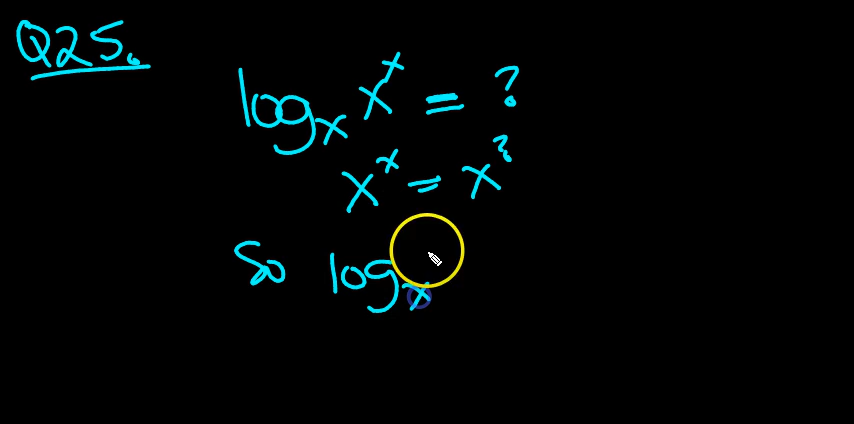 Q25.
logₓ xˣ = ?
xˣ = x^?
So logₓ